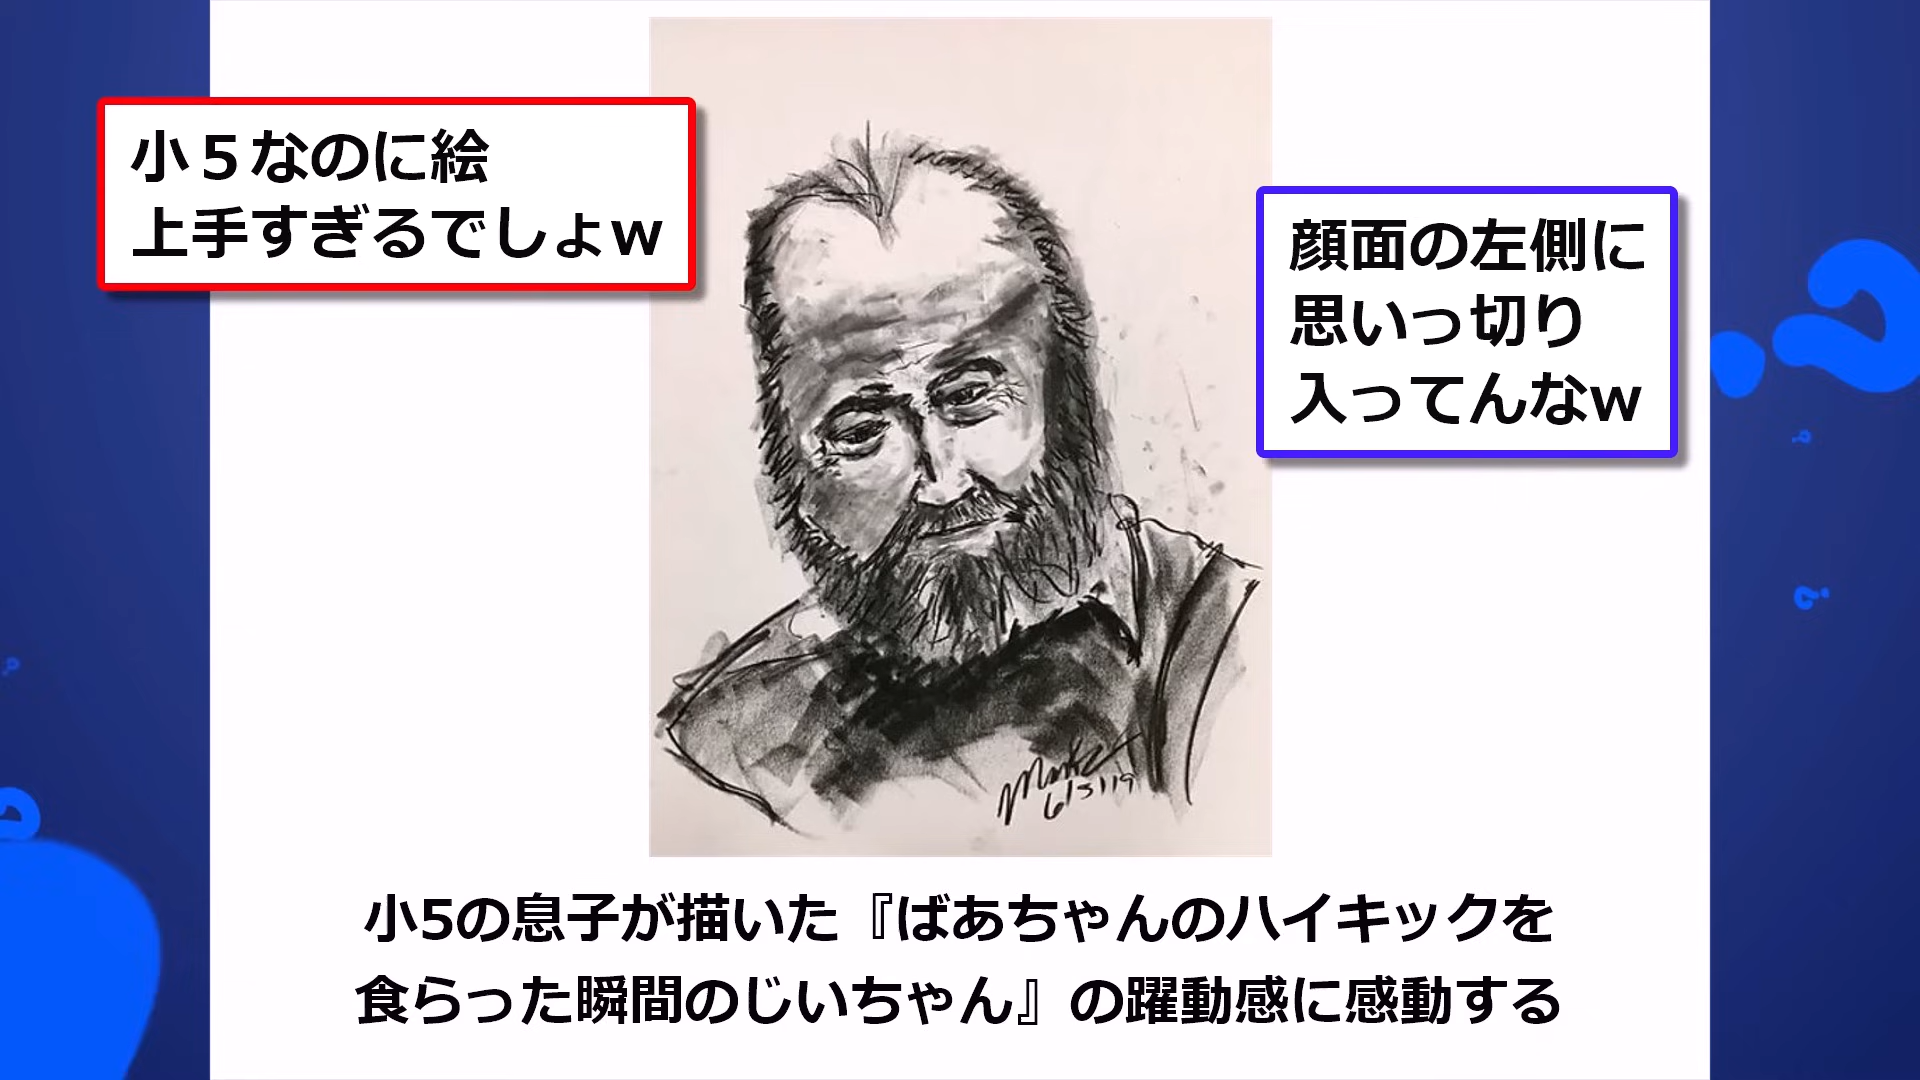 小５なのに絵
上手すぎるでしょw
顔面の左側に
思いっ切り
入ってんなw
6/3/19
小5の息子が描いた『ばあちゃんのハイキックを
食らった瞬間のじいちゃん』の躍動感に感動する